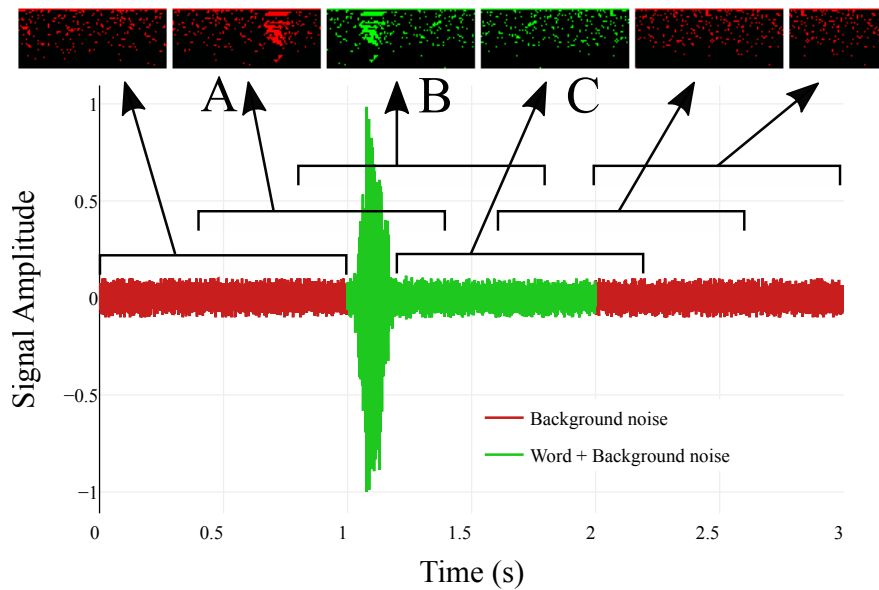 A B C
1
0.5
0
−0.5
−1
Signal Amplitude
Background noise
Word + Background noise
0 0.5 1 1.5 2 2.5 3
Time (s)